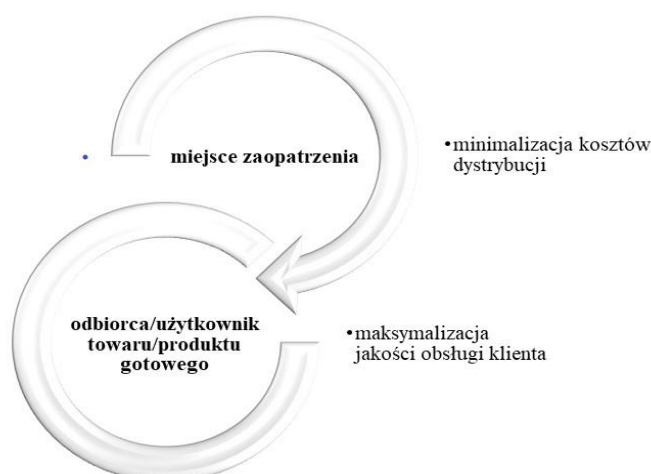 miejsce zaopatrzenia
•minimalizacja kosztów
dystrybucji
odbiorca/użytkownik
towaru/produktu
gotowego
•maksymalizacja
jakości obsługi klienta